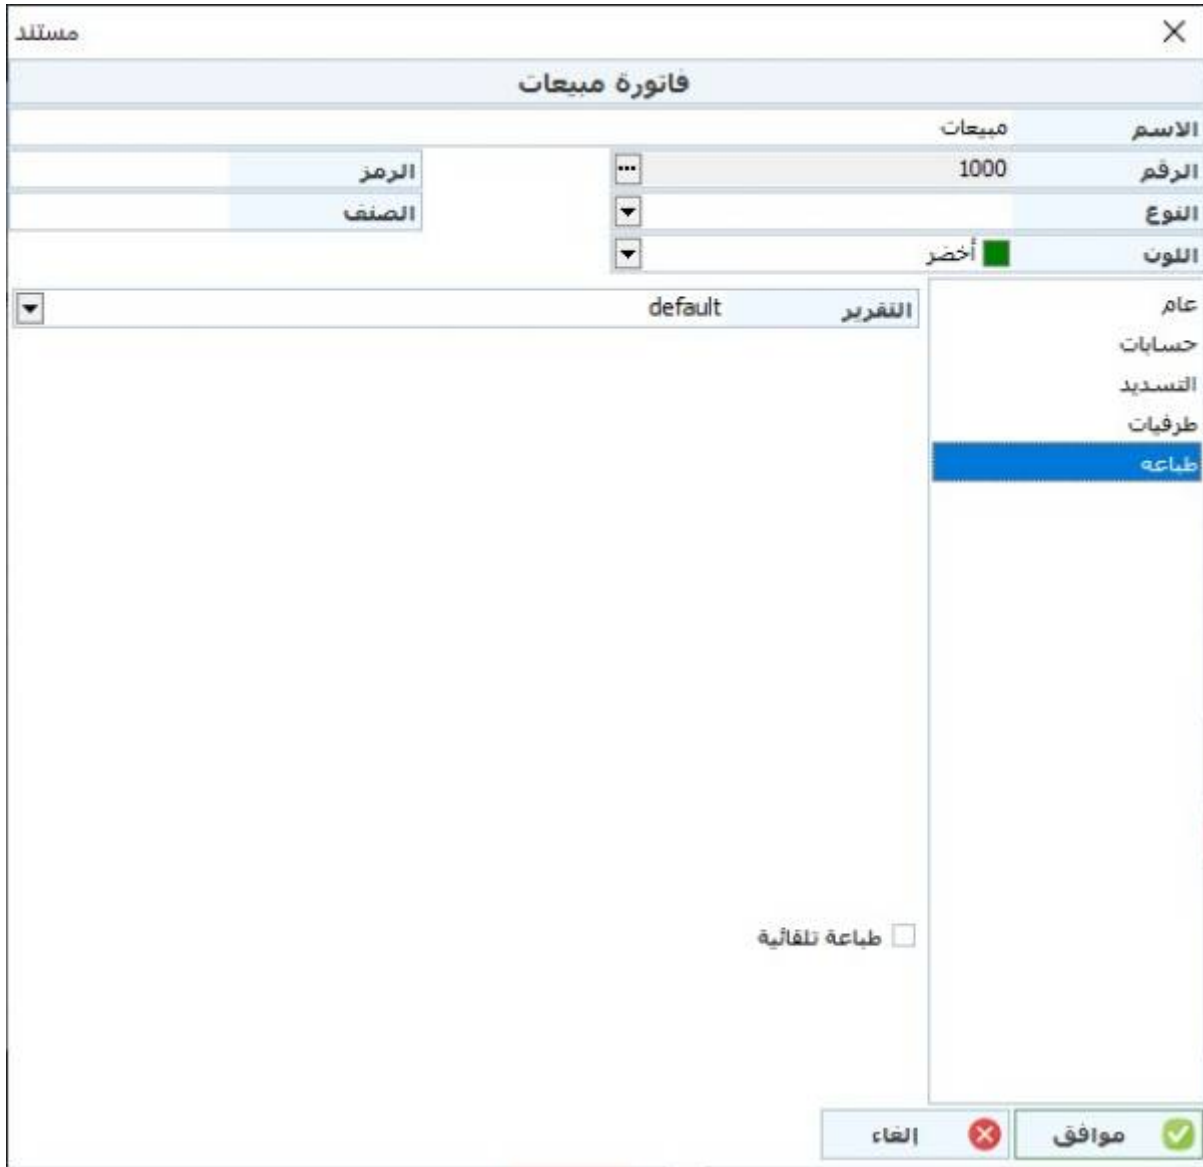 مستند
فاتورة مبيعات
الاسم مبيعات
الرقم 1000 ... الرمز
النوع الصنف
اللون أخضر
عام
حسابات
التسديد
طرفيات
طباعه
التقرير default
طباعة تلقائية
موافق الغاء